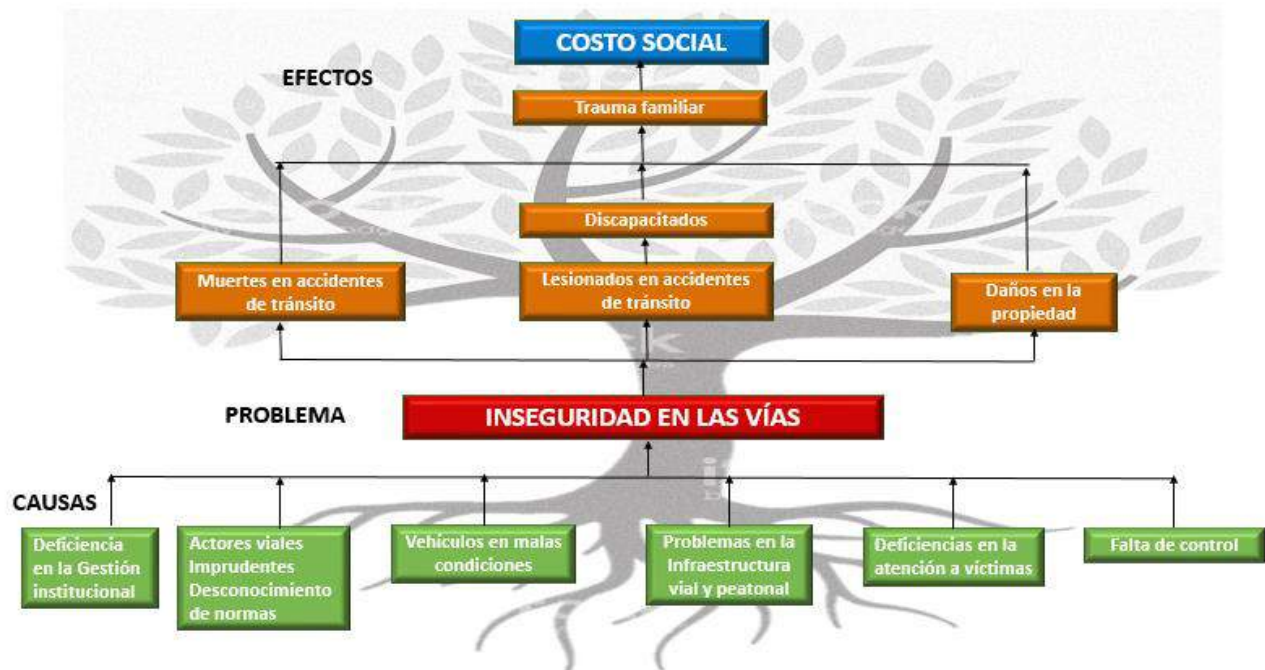 COSTO SOCIAL
EFECTOS
Trauma familiar
Discapacitados
Muertes en accidentes
de tránsito
Lesionados en accidentes
de tránsito
Daños en la
propiedad
PROBLEMA
INSEGURIDAD EN LAS VÍAS
CAUSAS
Deficiencia
en la Gestión
institucional
Actores viales
Imprudentes
Desconocimiento
de normas
Vehículos en malas
condiciones
Problemas en la
Infraestructura
vial y peatonal
Deficiencias en la
atención a víctimas
Falta de control